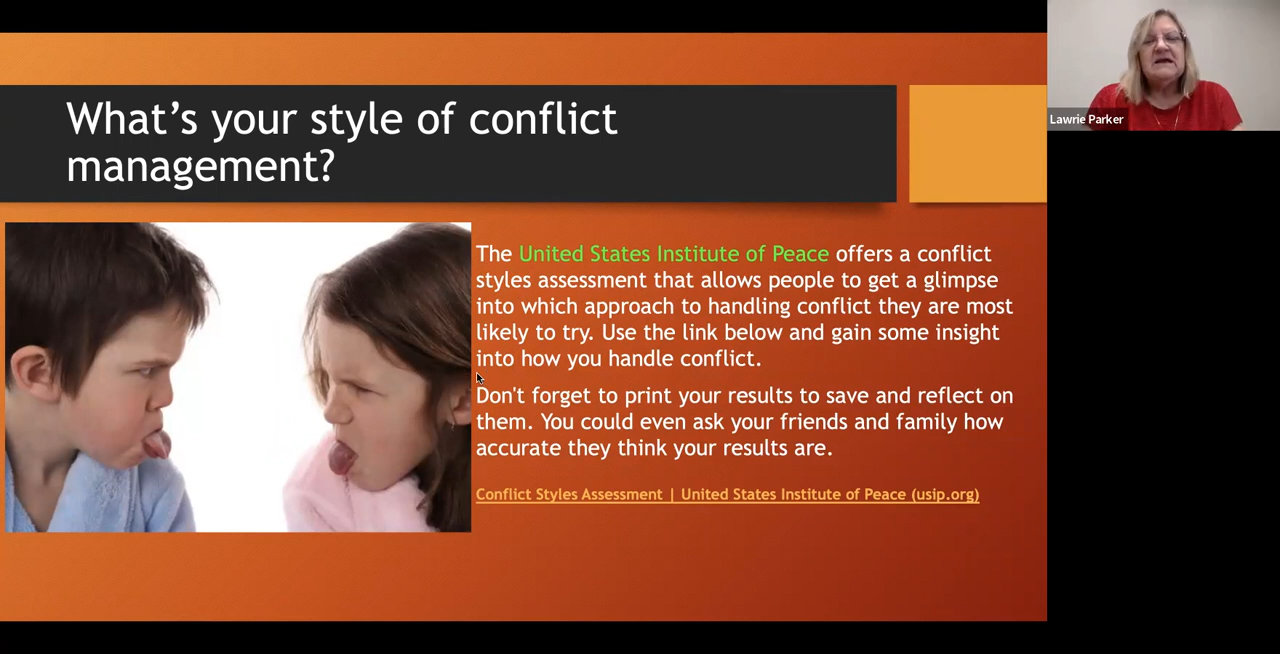 What’s your style of conflict
management?
The United States Institute of Peace offers a conflict
styles assessment that allows people to get a glimpse
into which approach to handling conflict they are most
likely to try. Use the link below and gain some insight
into how you handle conflict.
Don't forget to print your results to save and reflect on
them. You could even ask your friends and family how
accurate they think your results are.
Conflict Styles Assessment | United States Institute of Peace (usip.org)
Lawrie Parker